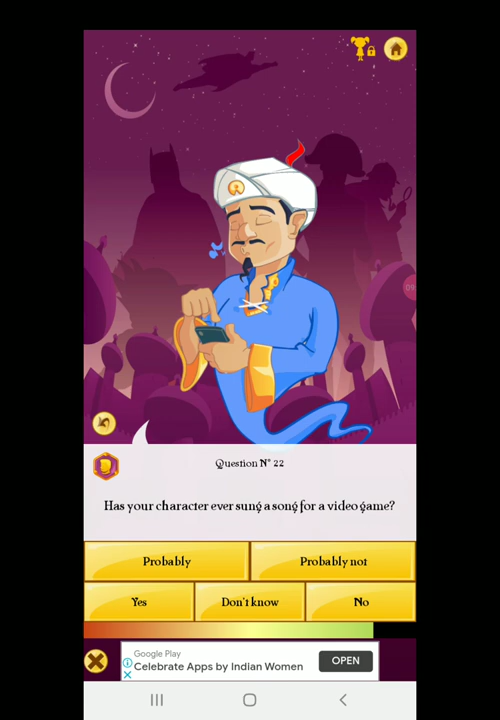 Question N° 22
Has your character ever sung a song for a video game?
Probably
Probably not
Yes
Don't know
No
Google Play
Celebrate Apps by Indian Women
OPEN